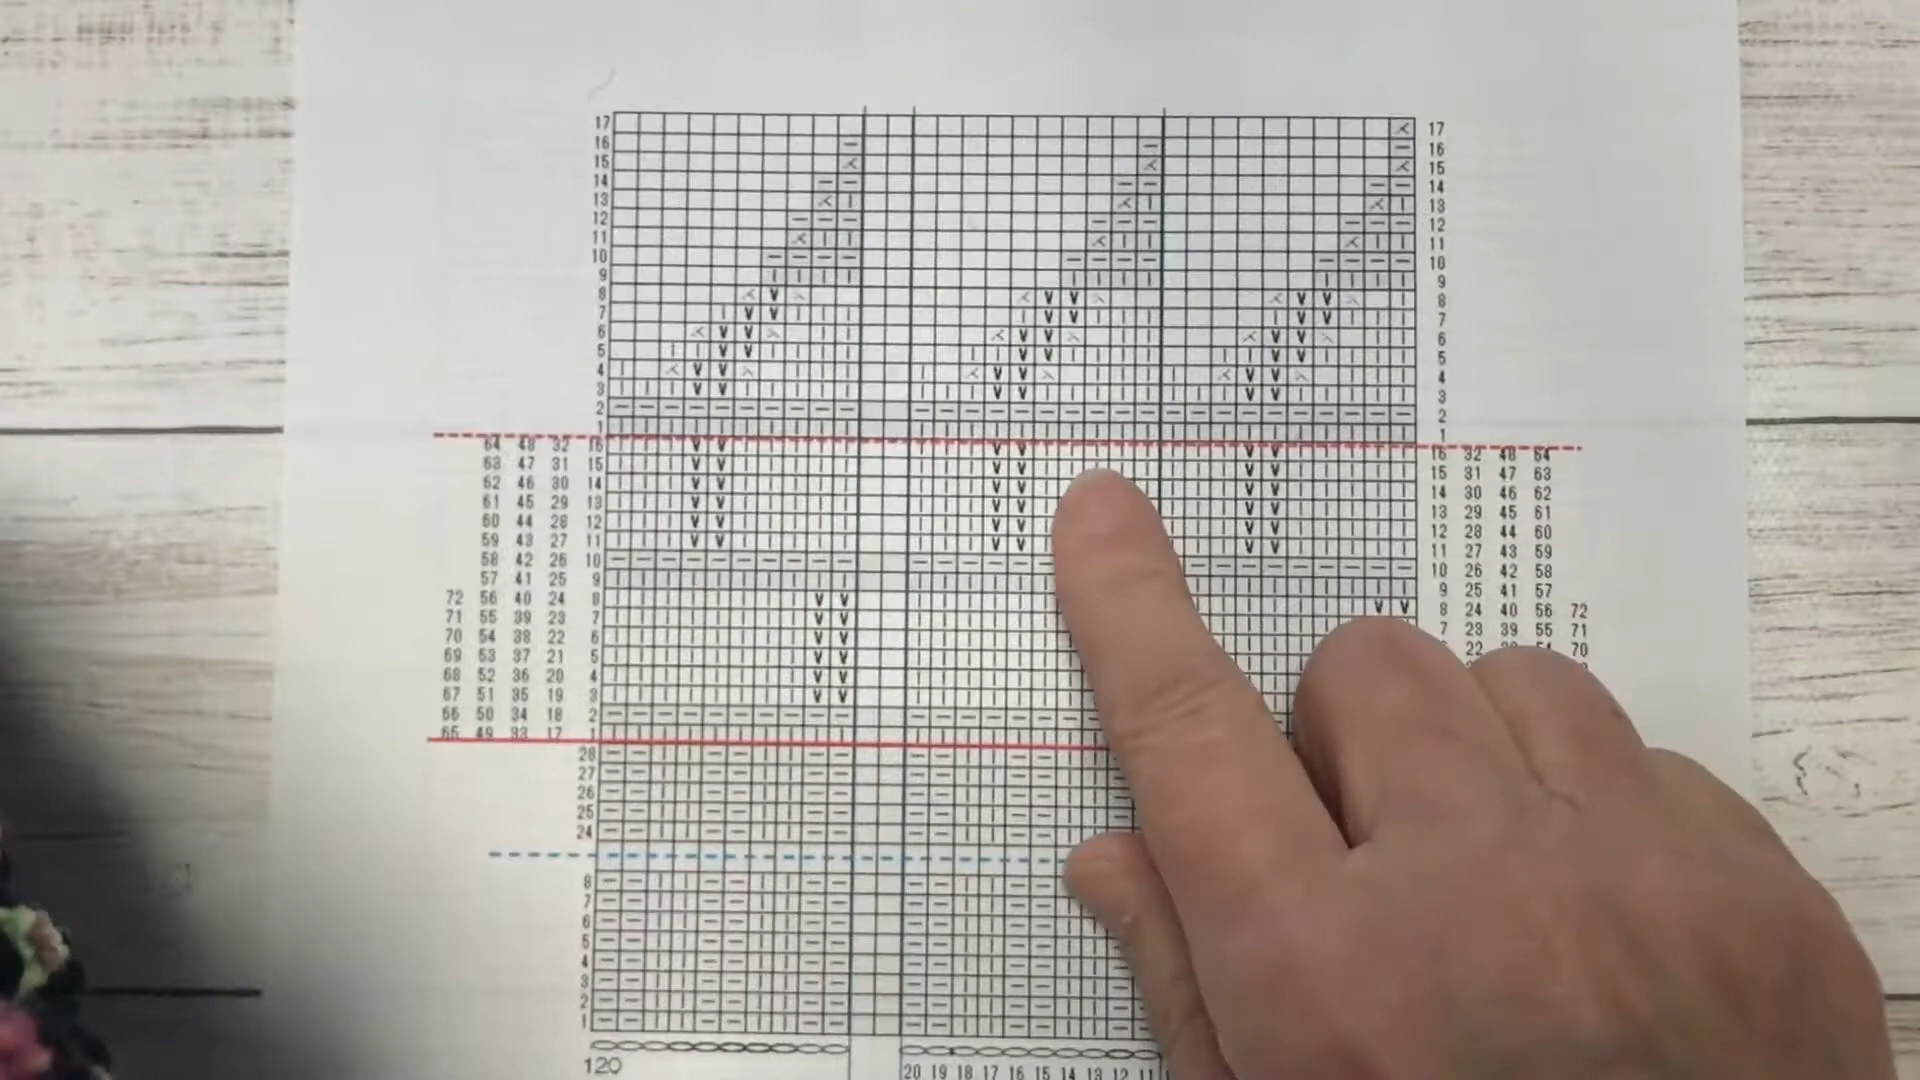 17 17
16 16
15 15
14 14
13 13
12 12
11 11
10 10
9 9
8 8
7 7
6 6
5 5
4 4
3 3
2 2
1 1
64 48 32 16 16 32 48 64
63 47 31 15 15 31 47 63
62 46 30 14 14 30 46 62
61 45 29 13 13 29 45 61
60 44 28 12 12 28 44 60
59 43 27 11 11 27 43 59
58 42 26 10 10 26 42 58
57 41 25 9 9 25 41 57
72 56 40 24 8 8 24 40 56 72
71 55 39 23 7 7 23 39 55 71
70 54 38 22 6 22 70
69 53 37 21 5
68 52 36 20 4
67 51 35 19 3
66 50 34 18 2
65 49 33 17 1
28
27
26
25
24
8
7
6
5
4
3
2
1
120
20 19 18 17 16 15 14 13 12 11